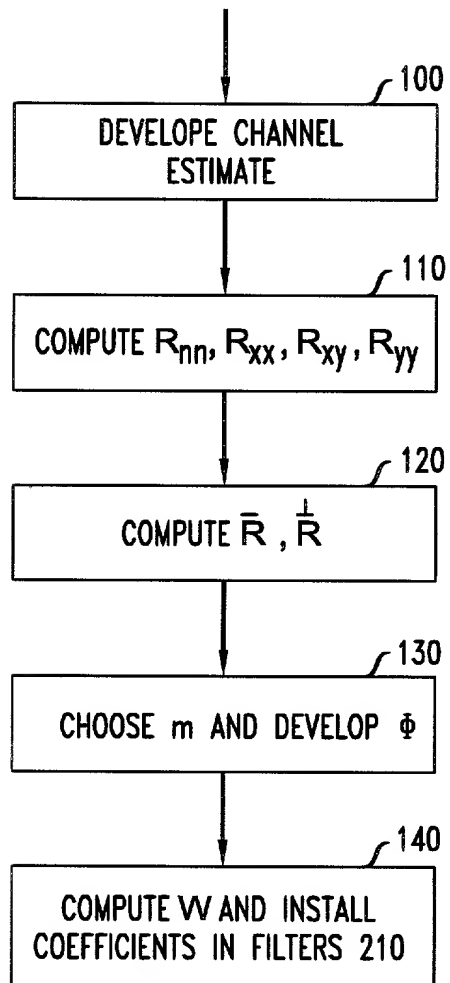 100
DEVELOPE CHANNEL
ESTIMATE
110
COMPUTE Rnn, Rxx, Rxy, Ryy
120
COMPUTE R̄ , R⊥
130
CHOOSE m AND DEVELOP Φ
140
COMPUTE W AND INSTALL
COEFFICIENTS IN FILTERS 210